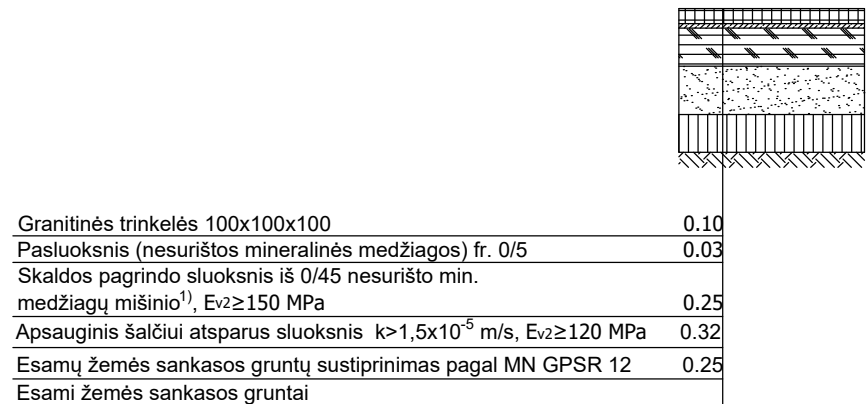 Granitinės trinkelės 100x100x100 0.10
Pasluoksnis (nesurištos mineralinės medžiagos) fr. 0/5 0.03
Skaldos pagrindo sluoksnis iš 0/45 nesurišto min.
medžiagų mišinio¹⁾, Ev2≥150 MPa 0.25
Apsauginis šalčiui atsparus sluoksnis k>1,5x10⁻⁵ m/s, Ev2≥120 MPa 0.32
Esamų žemės sankasos gruntų sustiprinimas pagal MN GPSR 12 0.25
Esami žemės sankasos gruntai